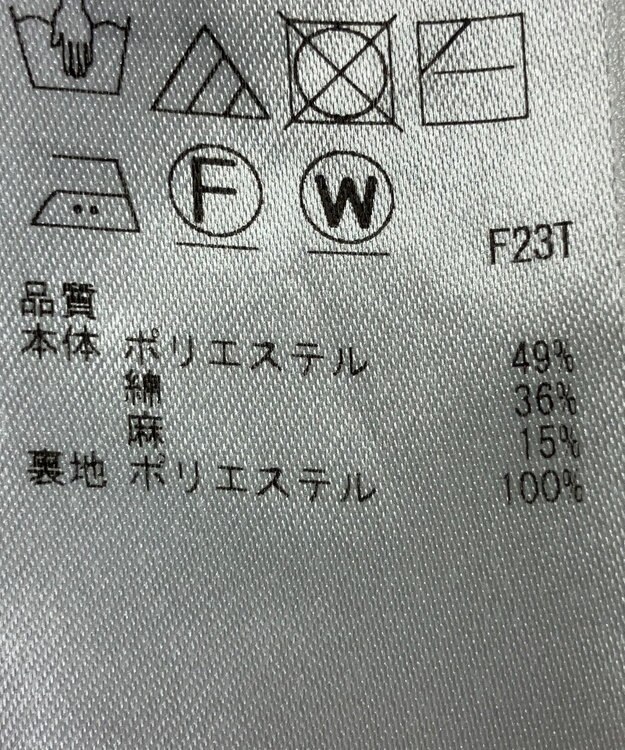 F W
F23T
品質
本体 ポリエステル 49%
綿 36%
麻 15%
裏地 ポリエステル 100%